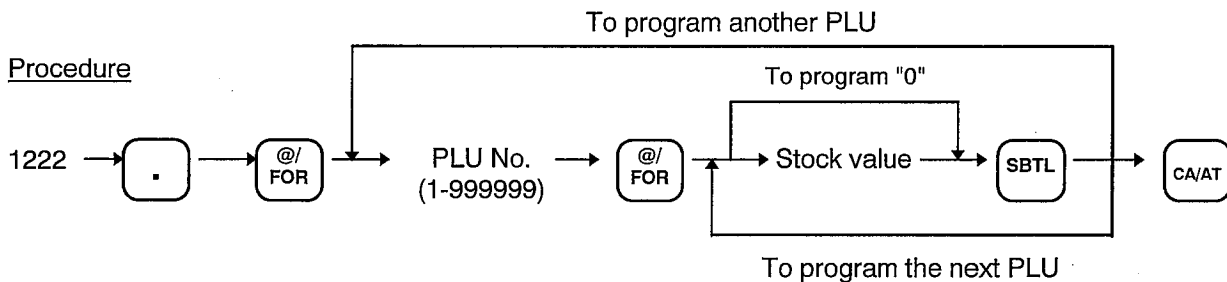 To program another PLU
Procedure
To program "0"
1222
.
@/
FOR
PLU No.
(1-999999)
@/
FOR
Stock value
SBTL
CA/AT
To program the next PLU